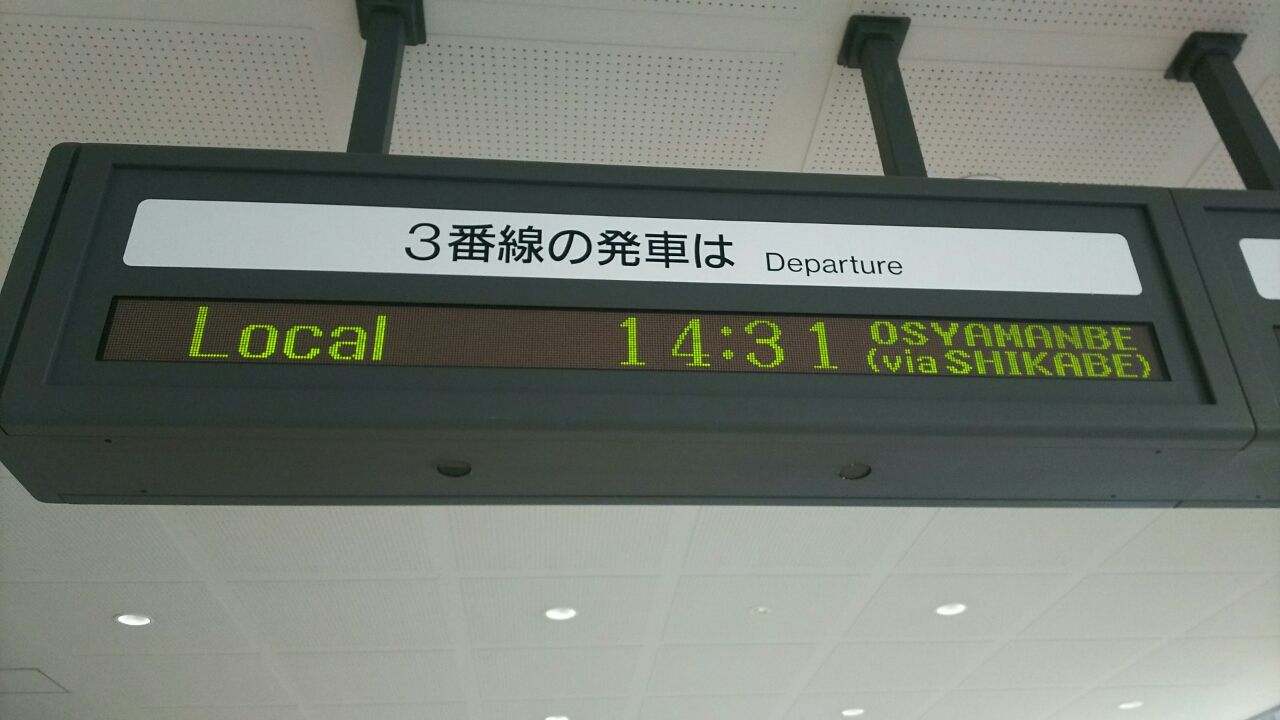 3番線の発車は Departure
Local 14:31 OSYAMANBE
(via SHIKABE)